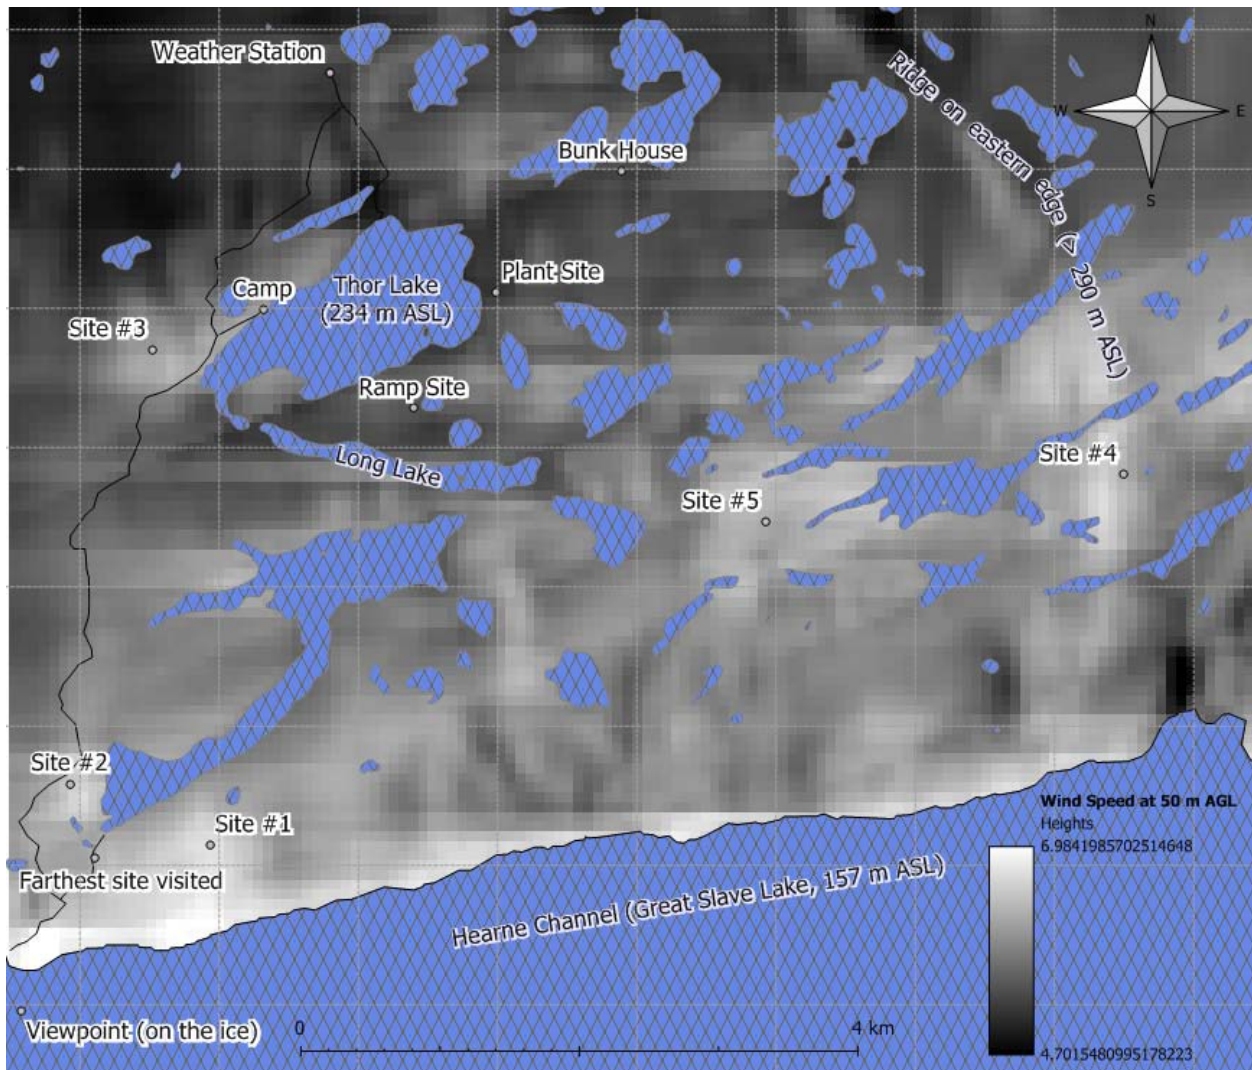 Weather Station
N
W
E
S
Ridge on eastern edge (> 290 m ASL)
Bunk House
Plant Site
Camp
Thor Lake
(234 m ASL)
Site #3
Ramp Site
Long Lake
Site #4
Site #5
Site #2
Site #1
Farthest site visited
Hearne Channel (Great Slave Lake, 157 m ASL)
Wind Speed at 50 m AGL
Heights
6.9841985702514648
4.7015480995178223
Viewpoint (on the ice)
0
4 km